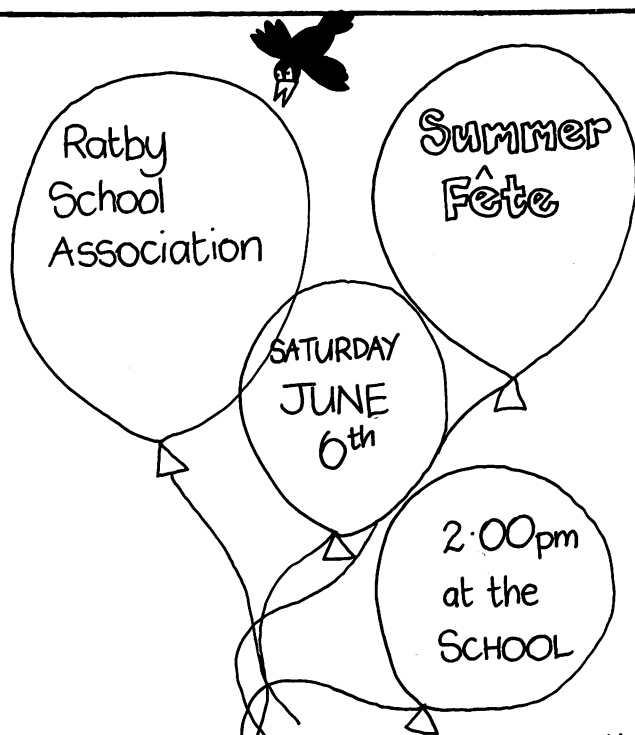 Ratby
School
Association
Summer
Fête
SATURDAY
JUNE
6th
2.00pm
at the
SCHOOL